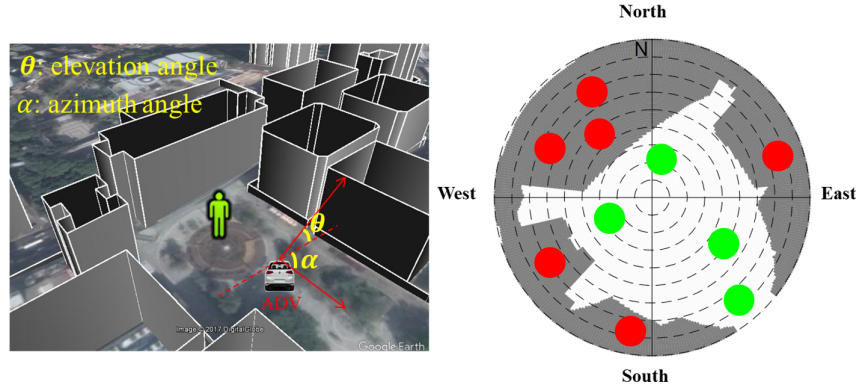 θ: elevation angle
α: azimuth angle
θ
α
ADV
Image © 2017 DigitalGlobe
Google Earth
North
N
West
East
South